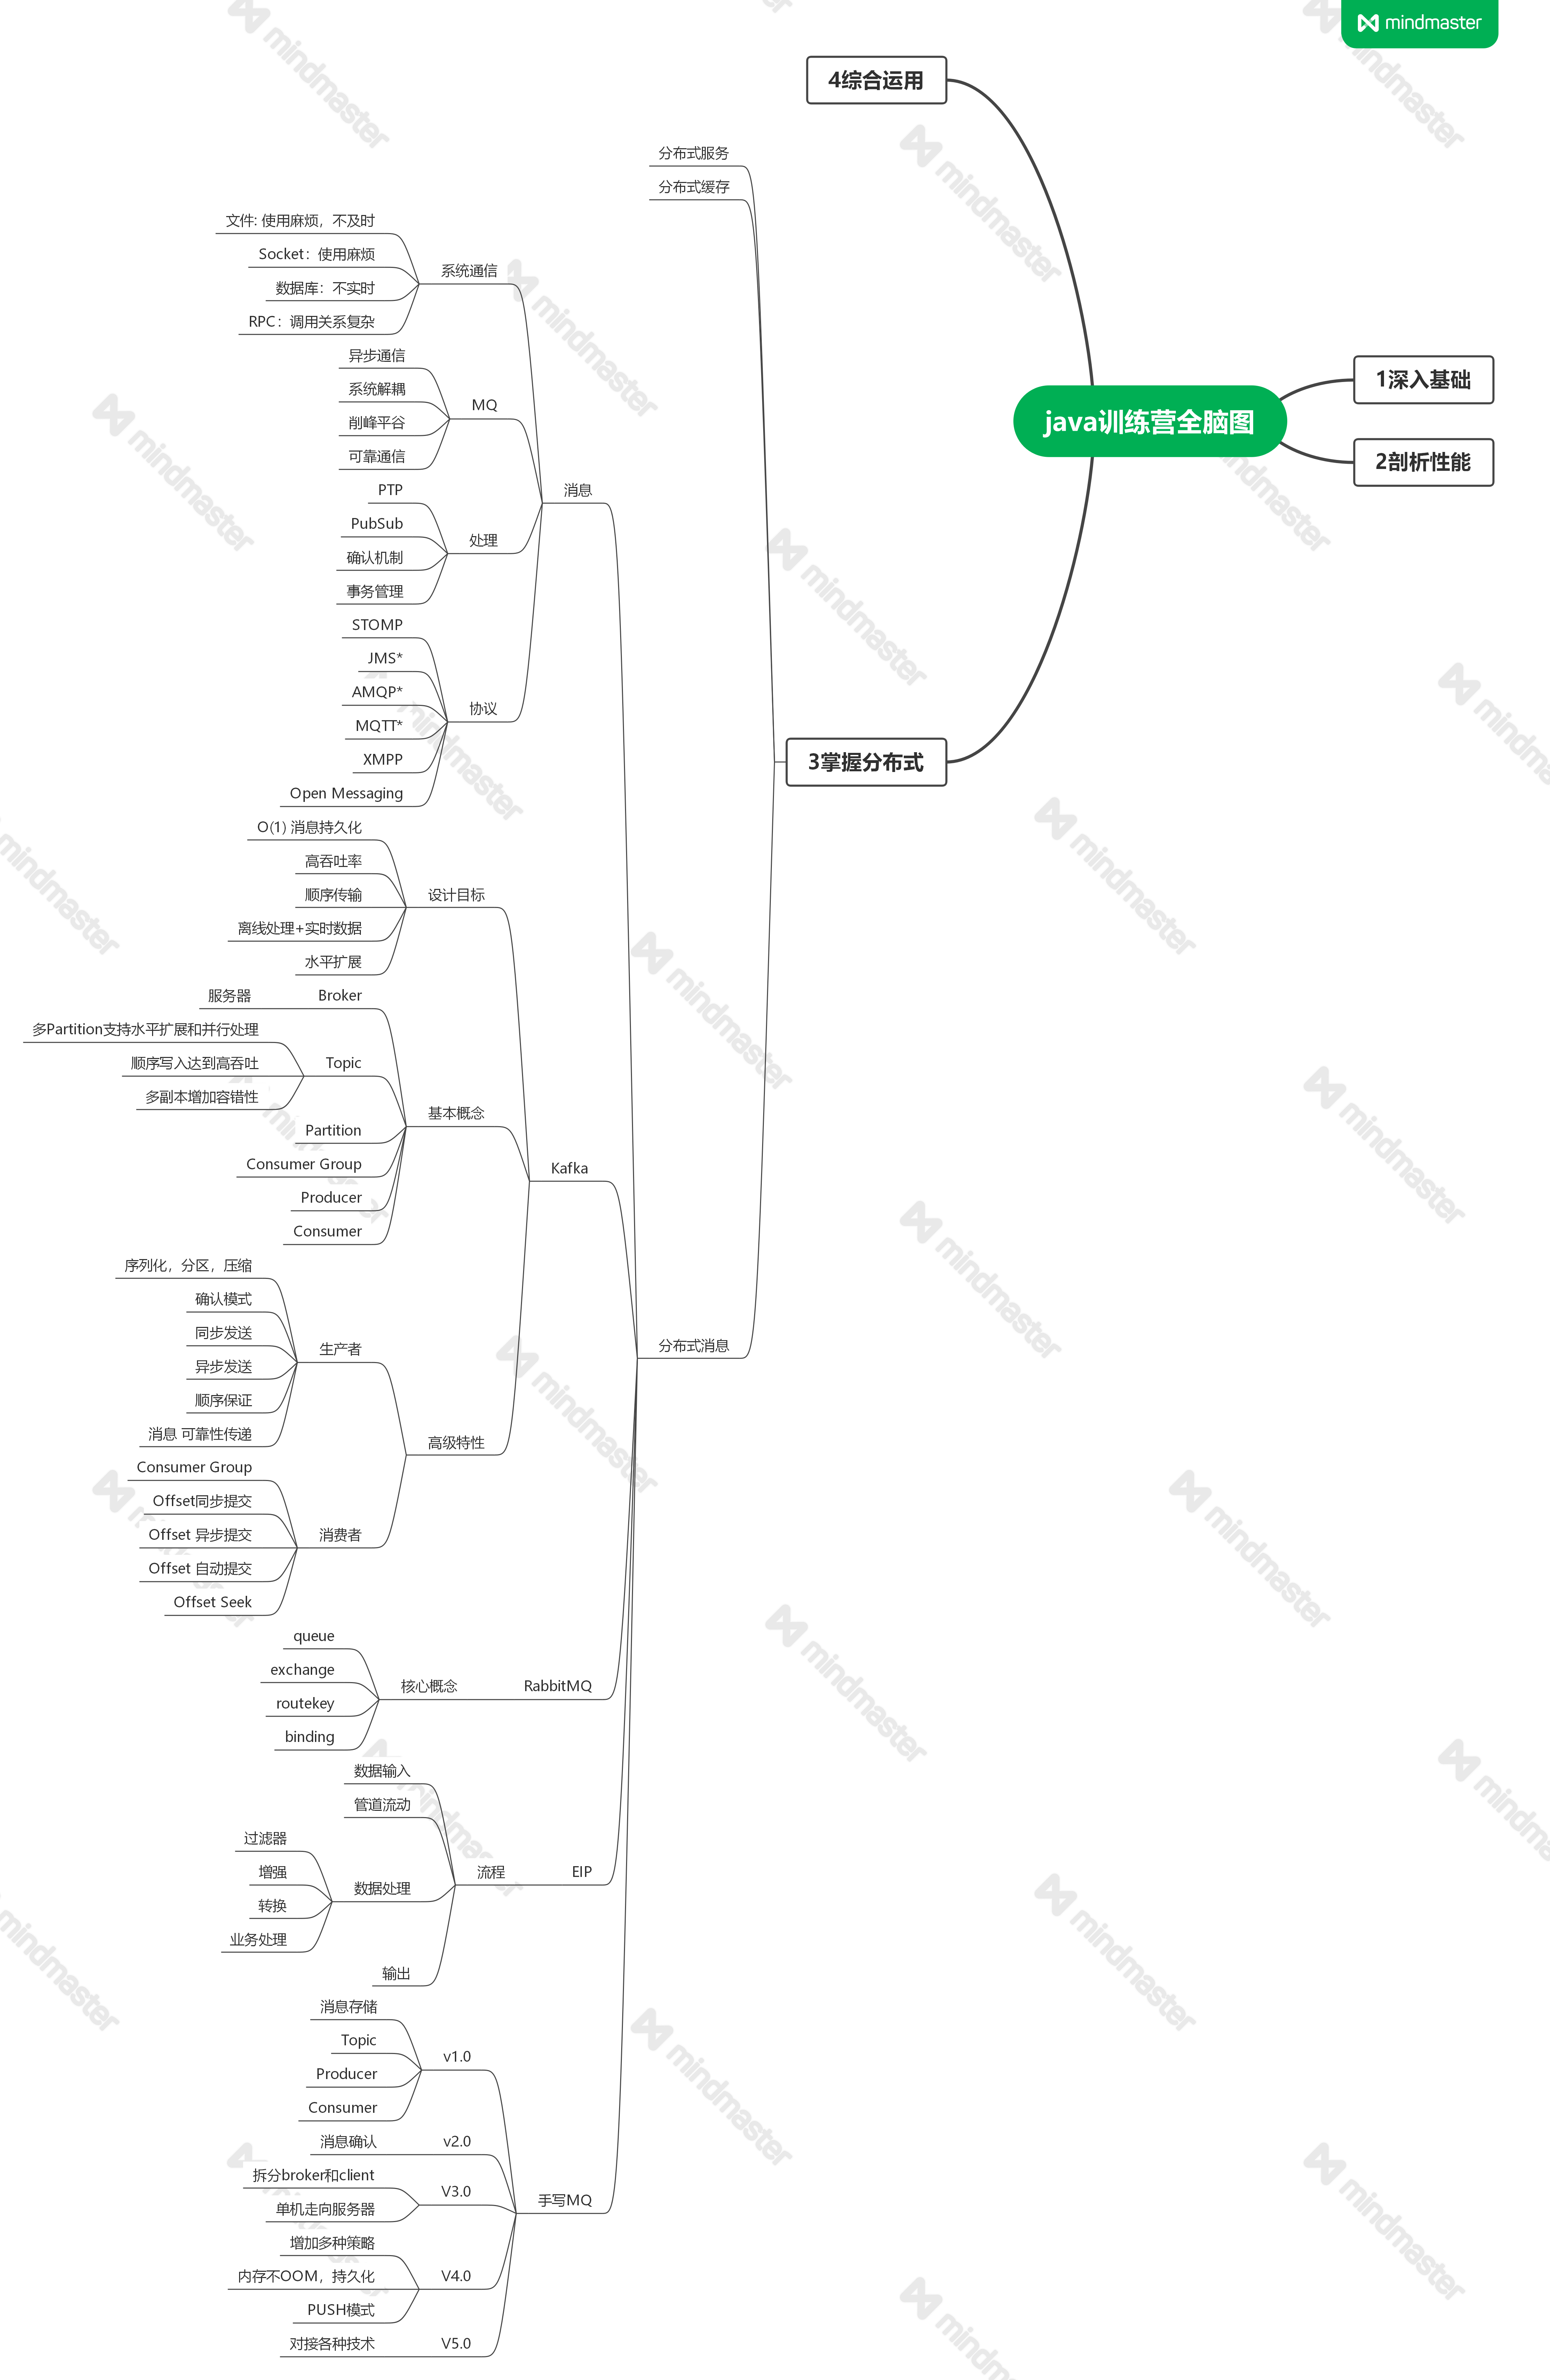 mindmaster
java训练营全脑图
1深入基础
2剖析性能
3掌握分布式
分布式服务
分布式缓存
分布式消息
消息
系统通信
文件: 使用麻烦，不及时
Socket：使用麻烦
数据库：不实时
RPC：调用关系复杂
MQ
异步通信
系统解耦
削峰平谷
可靠通信
处理
PTP
PubSub
确认机制
事务管理
协议
STOMP
JMS*
AMQP*
MQTT*
XMPP
Open Messaging
Kafka
设计目标
O(1) 消息持久化
高吞吐率
顺序传输
离线处理+实时数据
水平扩展
基本概念
Broker
服务器
Topic
多Partition支持水平扩展和并行处理
顺序写入达到高吞吐
多副本增加容错性
Partition
Consumer Group
Producer
Consumer
高级特性
生产者
序列化，分区，压缩
确认模式
同步发送
异步发送
顺序保证
消息 可靠性传递
消费者
Consumer Group
Offset同步提交
Offset 异步提交
Offset 自动提交
Offset Seek
RabbitMQ
核心概念
queue
exchange
routekey
binding
EIP
流程
数据输入
管道流动
数据处理
过滤器
增强
转换
业务处理
输出
手写MQ
v1.0
消息存储
Topic
Producer
Consumer
v2.0
消息确认
V3.0
拆分broker和client
单机走向服务器
V4.0
增加多种策略
内存不OOM，持久化
PUSH模式
V5.0
对接各种技术
4综合运用